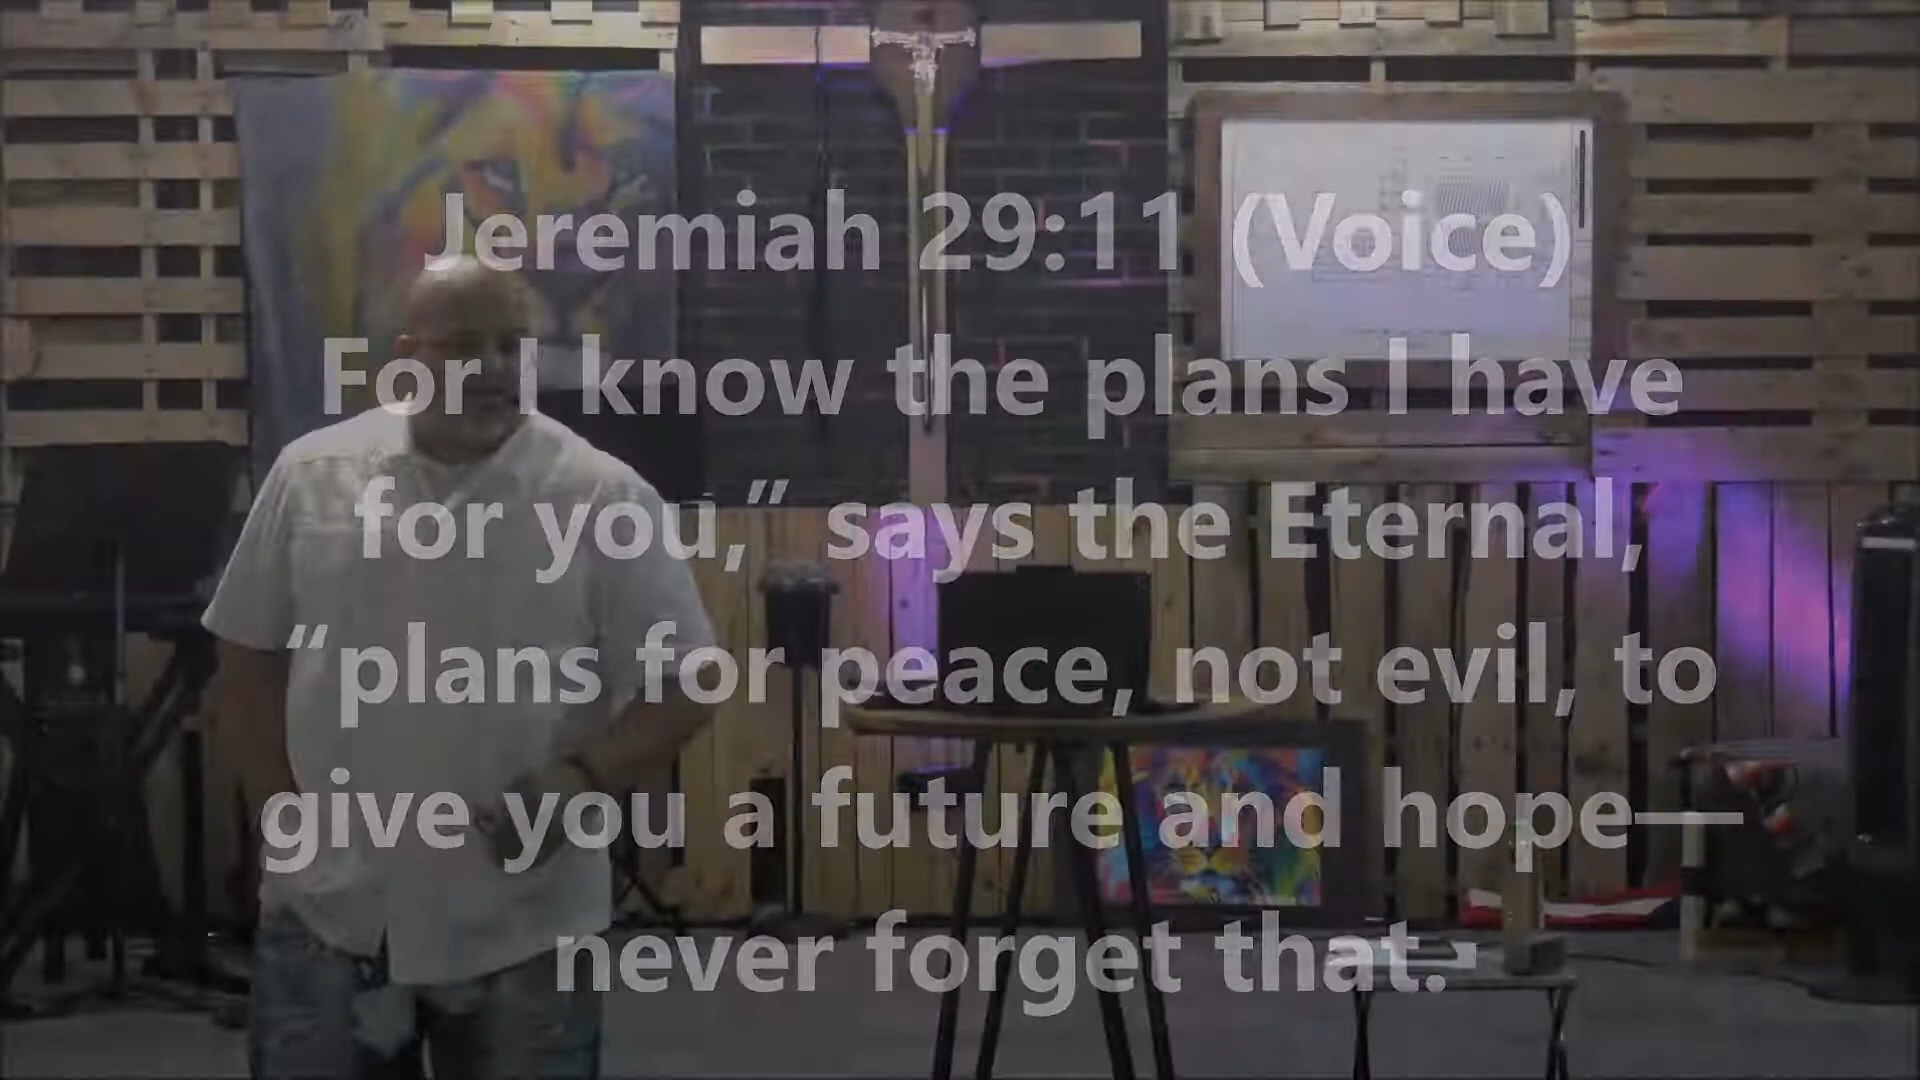 Jeremiah 29:11 (Voice)
For I know the plans I have
for you,” says the Eternal,
“plans for peace, not evil, to
give you a future and hope—
never forget that.